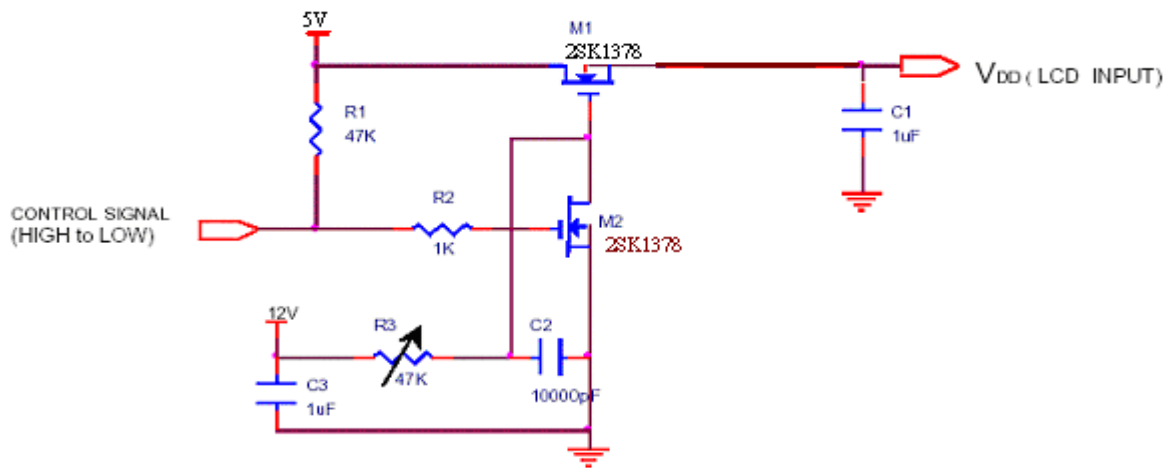 5V
M1
2SK1378
V DD ( LCD INPUT)
R1
47K
C1
1uF
R2
1K
CONTROL SIGNAL
(HIGH to LOW)
M2
2SK1378
12V
R3
47K
C2
10000pF
C3
1uF